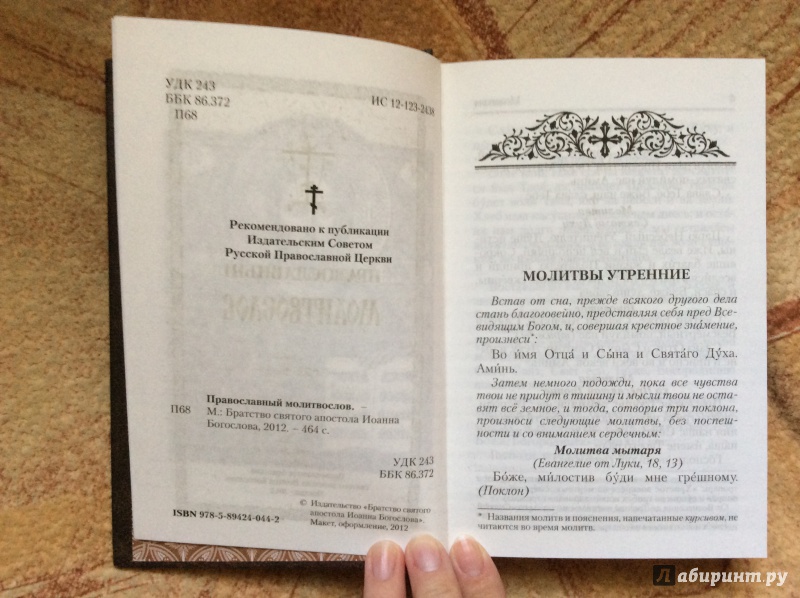 УДК 243
ББК 86.372
П68
ИС 12-123-2438
Рекомендовано к публикации
Издательским Советом
Русской Православной Церкви
ПРАВОСЛАВНЫЙ
МОЛИТВОСЛОВ
Православный молитвослов. –
П68 М.: Братство святого апостола Иоанна
Богослова, 2012. – 464 с.
УДК 243
ББК 86.372
© Издательство «Братство святого
апостола Иоанна Богослова».
Макет, оформление, 2012
ISBN 978-5-89424-044-2
МОЛИТВЫ УТРЕННИЕ
Встав от сна, прежде всякого другого дела
стань благоговейно, представляя себя пред Все-
видящим Богом, и, совершая крестное зна́мение,
произнеси*:
Во и́мя Отца́ и Сы́на и Свята́го Ду́ха.
Ами́нь.
Затем немного подожди, пока все чувства
твои не придут в тишину и мысли твои не ос-
тавят всё земное, и тогда, сотворив три поклона,
произноси следующие молитвы, без поспеш-
ности и со вниманием сердечным:
Молитва мытаря
(Евангелие от Луки, 18, 13)
Бо́же, ми́лостив бу́ди мне гре́шному.
(Поклон)
* Названия молитв и пояснения, напечатанные курсивом, не
читаются во время молитв.
Лабиринт.ру